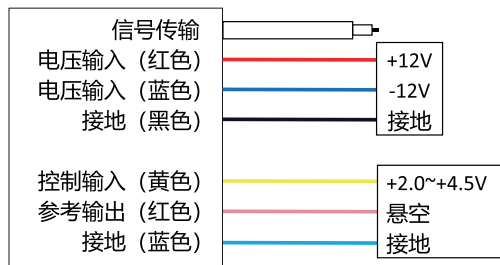 信号传输
电压输入（红色） +12V
电压输入（蓝色） -12V
接地（黑色） 接地
控制输入（黄色） +2.0~+4.5V
参考输出（红色） 悬空
接地（蓝色） 接地